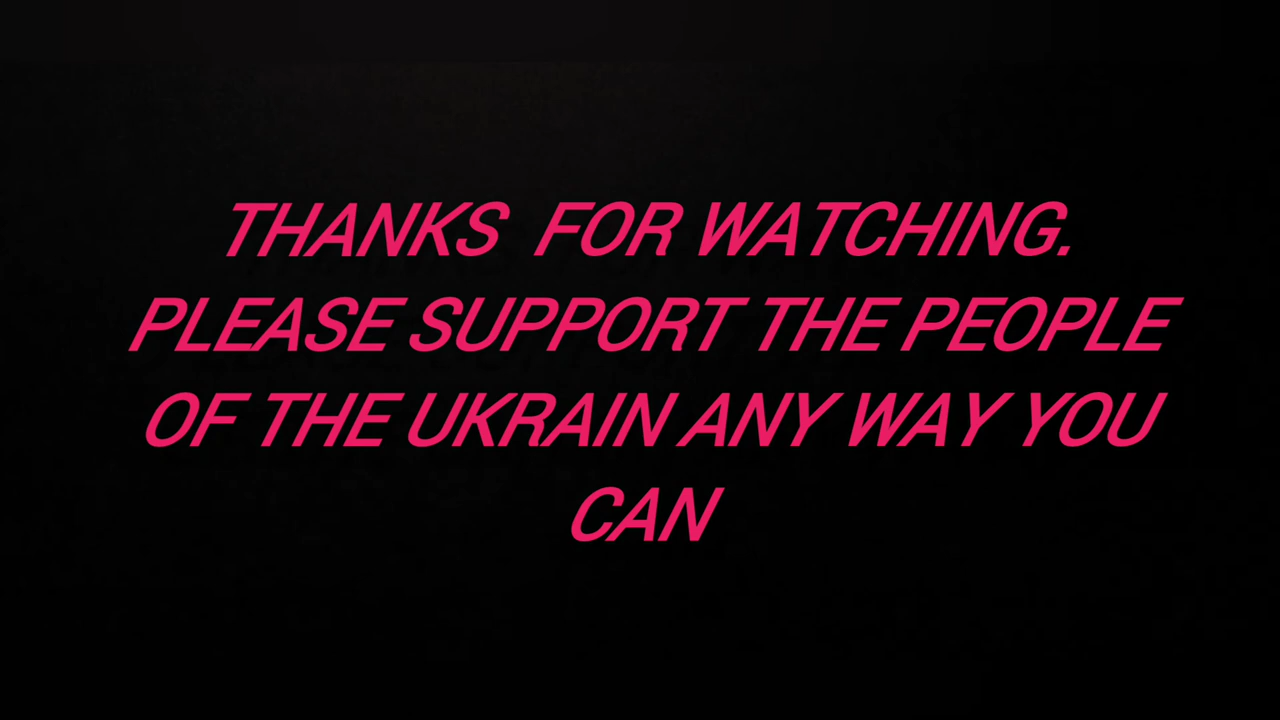 THANKS  FOR WATCHING.
PLEASE SUPPORT THE PEOPLE
OF THE UKRAIN ANY WAY YOU
CAN